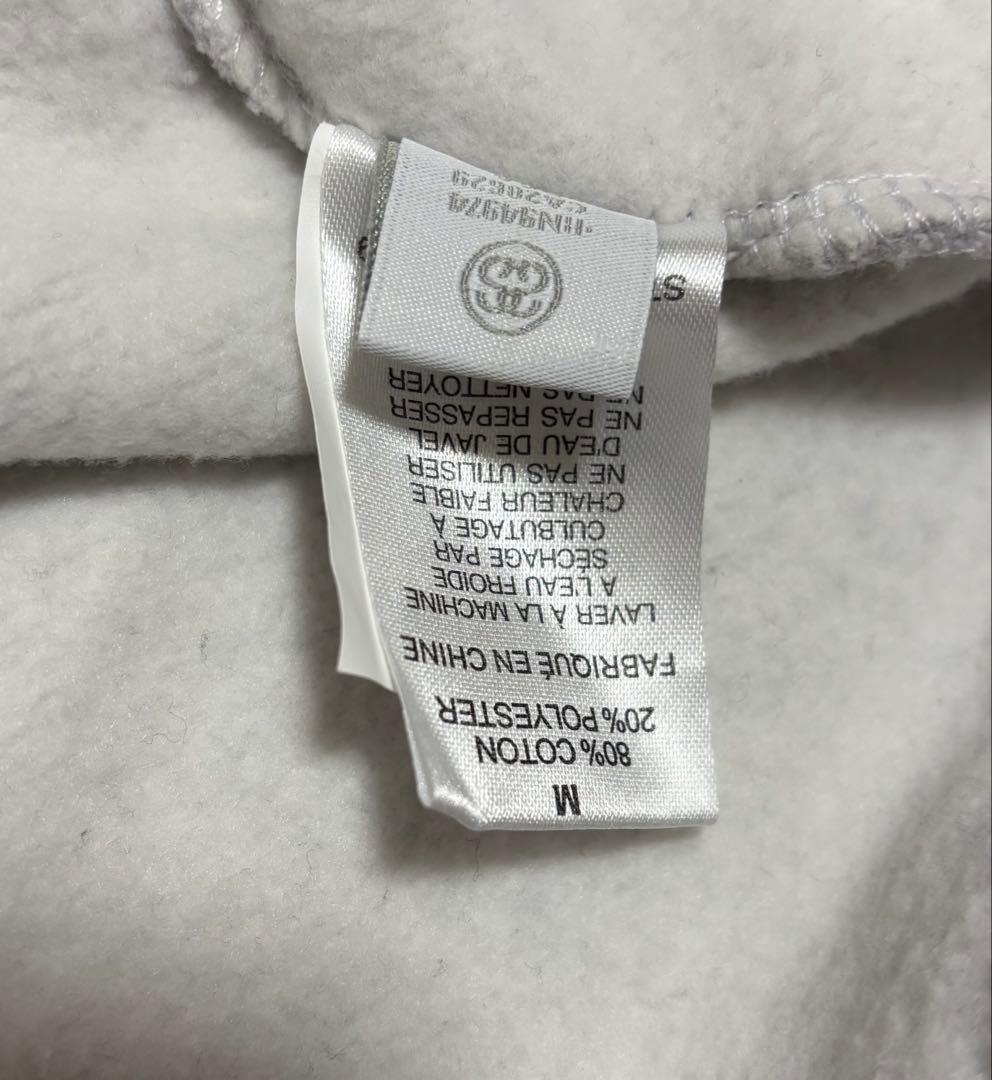 M
80% COTON
20% POLYESTER
FABRIQUÉ EN CHINE
LAVER À LA MACHINE
A L'EAU FROIDE
SÉCHAGE PAR
CULBUTAGE À
CHALEUR FAIBLE
NE PAS UTILISER
D'EAU DE JAVEL
NE PAS REPASSER
NE PAS NETTOYER